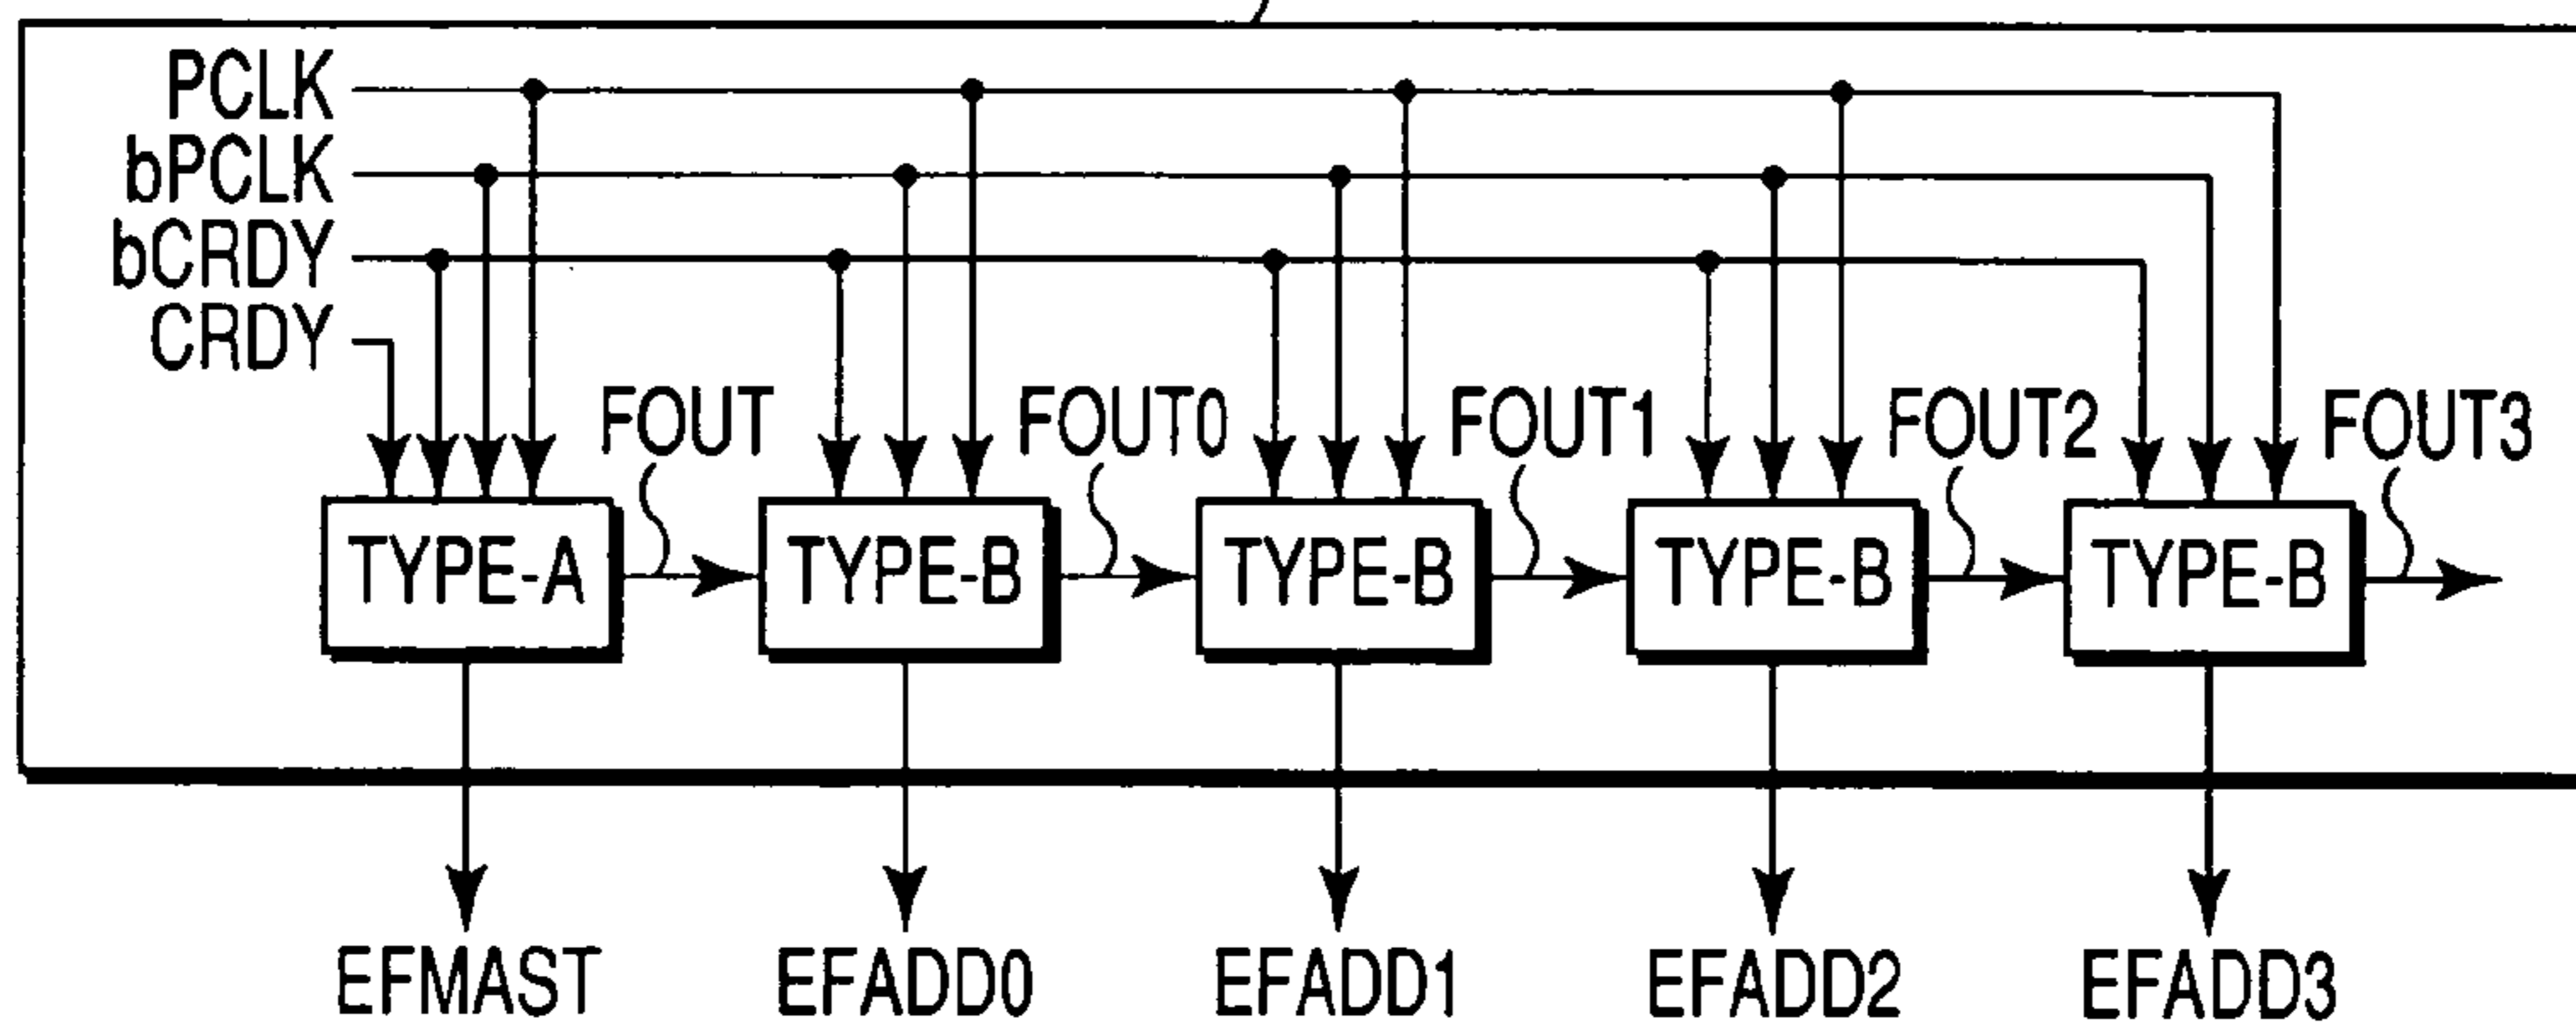 PCLK
bPCLK
bCRDY
CRDY
FOUT FOUT0 FOUT1 FOUT2 FOUT3
TYPE-A TYPE-B TYPE-B TYPE-B TYPE-B
EFMAST EFADD0 EFADD1 EFADD2 EFADD3